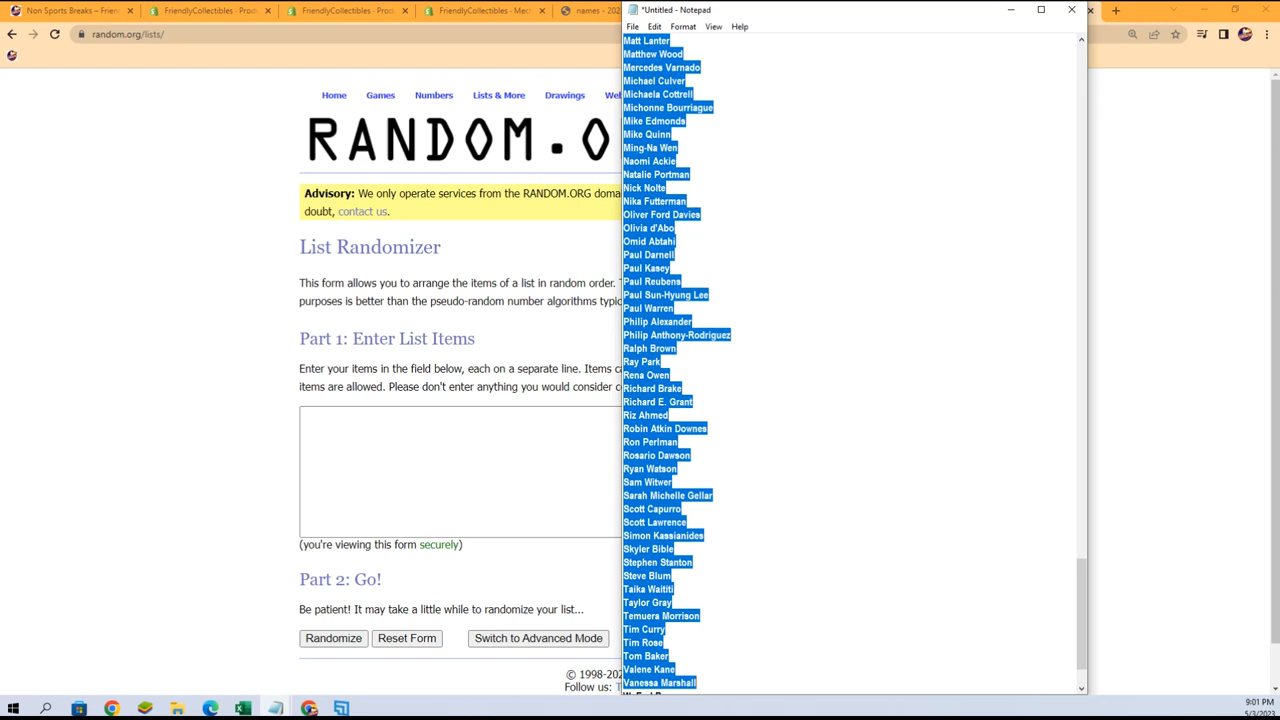 Non Sports Breaks – Frien
FriendlyCollectibles - Produ
FriendlyCollectibles - Produ
FriendlyCollectibles - Mech
names - 202
*Untitled - Notepad
random.org/lists/
File Edit Format View Help
Home Games Numbers Lists & More Drawings
RANDOM.O
Advisory: We only operate services from the RANDOM.ORG doma
doubt, contact us.
List Randomizer
This form allows you to arrange the items of a list in random order.
purposes is better than the pseudo-random number algorithms typic
Part 1: Enter List Items
Enter your items in the field below, each on a separate line. Items c
items are allowed. Please don't enter anything you would consider c
(you're viewing this form securely)
Part 2: Go!
Be patient! It may take a little while to randomize your list...
Randomize Reset Form Switch to Advanced Mode
© 1998-202
Follow us:
Matt Lanter
Matthew Wood
Mercedes Varnado
Michael Culver
Michaela Cottrell
Michonne Bourriague
Mike Edmonds
Mike Quinn
Ming-Na Wen
Naomi Ackie
Natalie Portman
Nick Nolte
Nika Futterman
Oliver Ford Davies
Olivia d'Abo
Omid Abtahi
Paul Darnell
Paul Kasey
Paul Reubens
Paul Sun-Hyung Lee
Paul Warren
Philip Alexander
Philip Anthony-Rodriguez
Ralph Brown
Ray Park
Rena Owen
Richard Brake
Richard E. Grant
Riz Ahmed
Robin Atkin Downes
Ron Perlman
Rosario Dawson
Ryan Watson
Sam Witwer
Sarah Michelle Gellar
Scott Capurro
Scott Lawrence
Simon Kassianides
Skyler Bible
Stephen Stanton
Steve Blum
Taika Waititi
Taylor Gray
Temuera Morrison
Tim Curry
Tim Rose
Tom Baker
Valene Kane
Vanessa Marshall
9:01 PM
5/3/2023